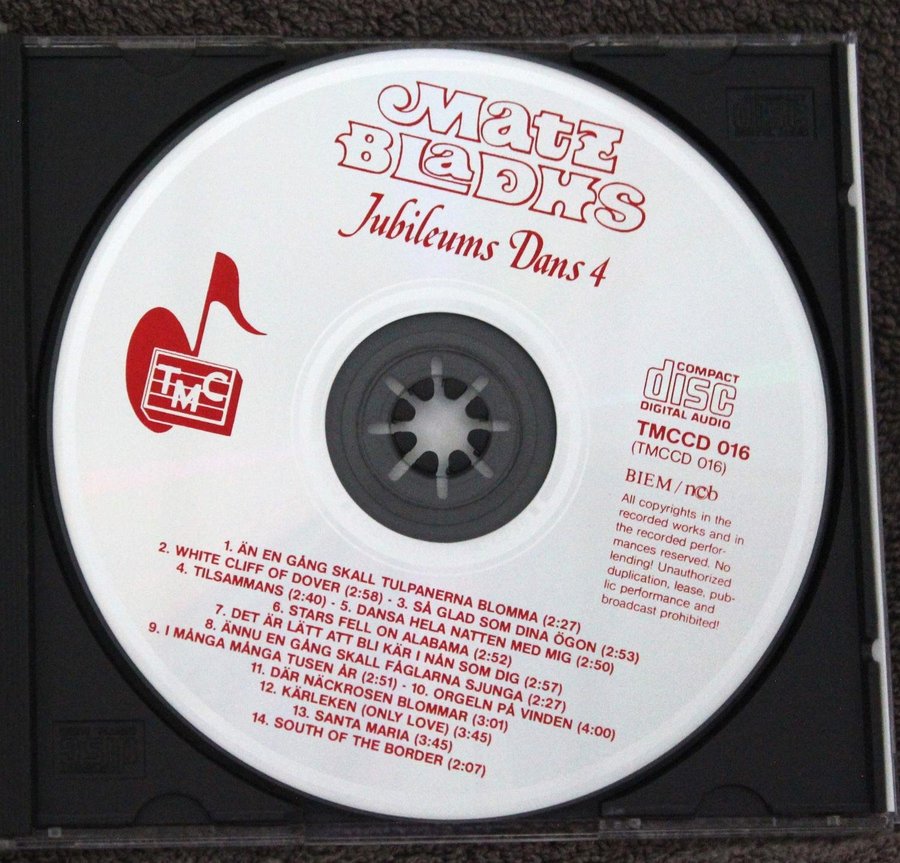 Matz
Bladhs
Jubileums Dans 4
TMC
COMPACT
disc
DIGITAL AUDIO
TMCCD 016
(TMCCD 016)
BIEM / ncb
All copyrights in the
recorded works and in
the recorded perfor-
mances reserved. No
lending! Unauthorized
duplication, lease, pub-
lic performance and
broadcast prohibited!
1. ÄN EN GÅNG SKALL TULPANERNA BLOMMA (2:27)
2. WHITE CLIFF OF DOVER (2:58) - 3. SÅ GLAD SOM DINA ÖGON (2:53)
4. TILSAMMANS (2:40) - 5. DANSA HELA NATTEN MED MIG (2:50)
6. STARS FELL ON ALABAMA (2:52)
7. DET ÄR LÄTT ATT BLI KÄR I NÅN SOM DIG (2:57)
8. ÄNNU EN GÅNG SKALL FÅGLARNA SJUNGA (2:27)
9. I MÅNGA MÅNGA TUSEN ÅR (2:51) - 10. ORGELN PÅ VINDEN (4:00)
11. DÄR NÄCKROSEN BLOMMAR (3:01)
12. KÄRLEKEN (ONLY LOVE) (3:45)
13. SANTA MARIA (3:45)
14. SOUTH OF THE BORDER (2:07)